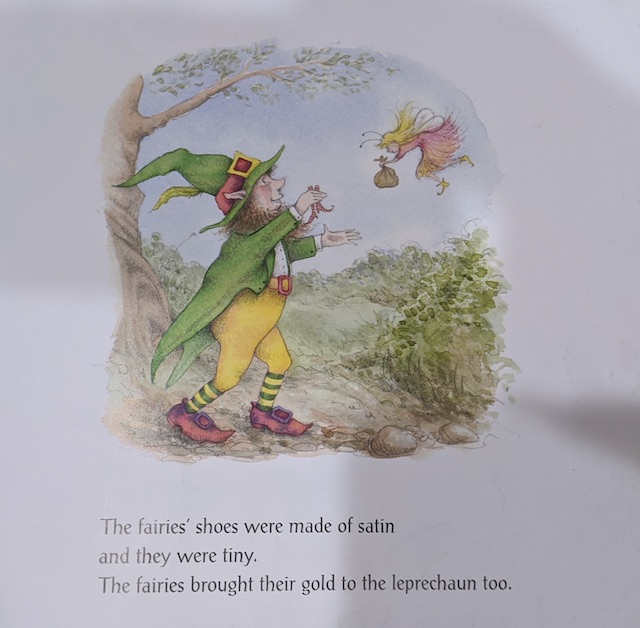 The fairies’ shoes were made of satin
and they were tiny.
The fairies brought their gold to the leprechaun too.